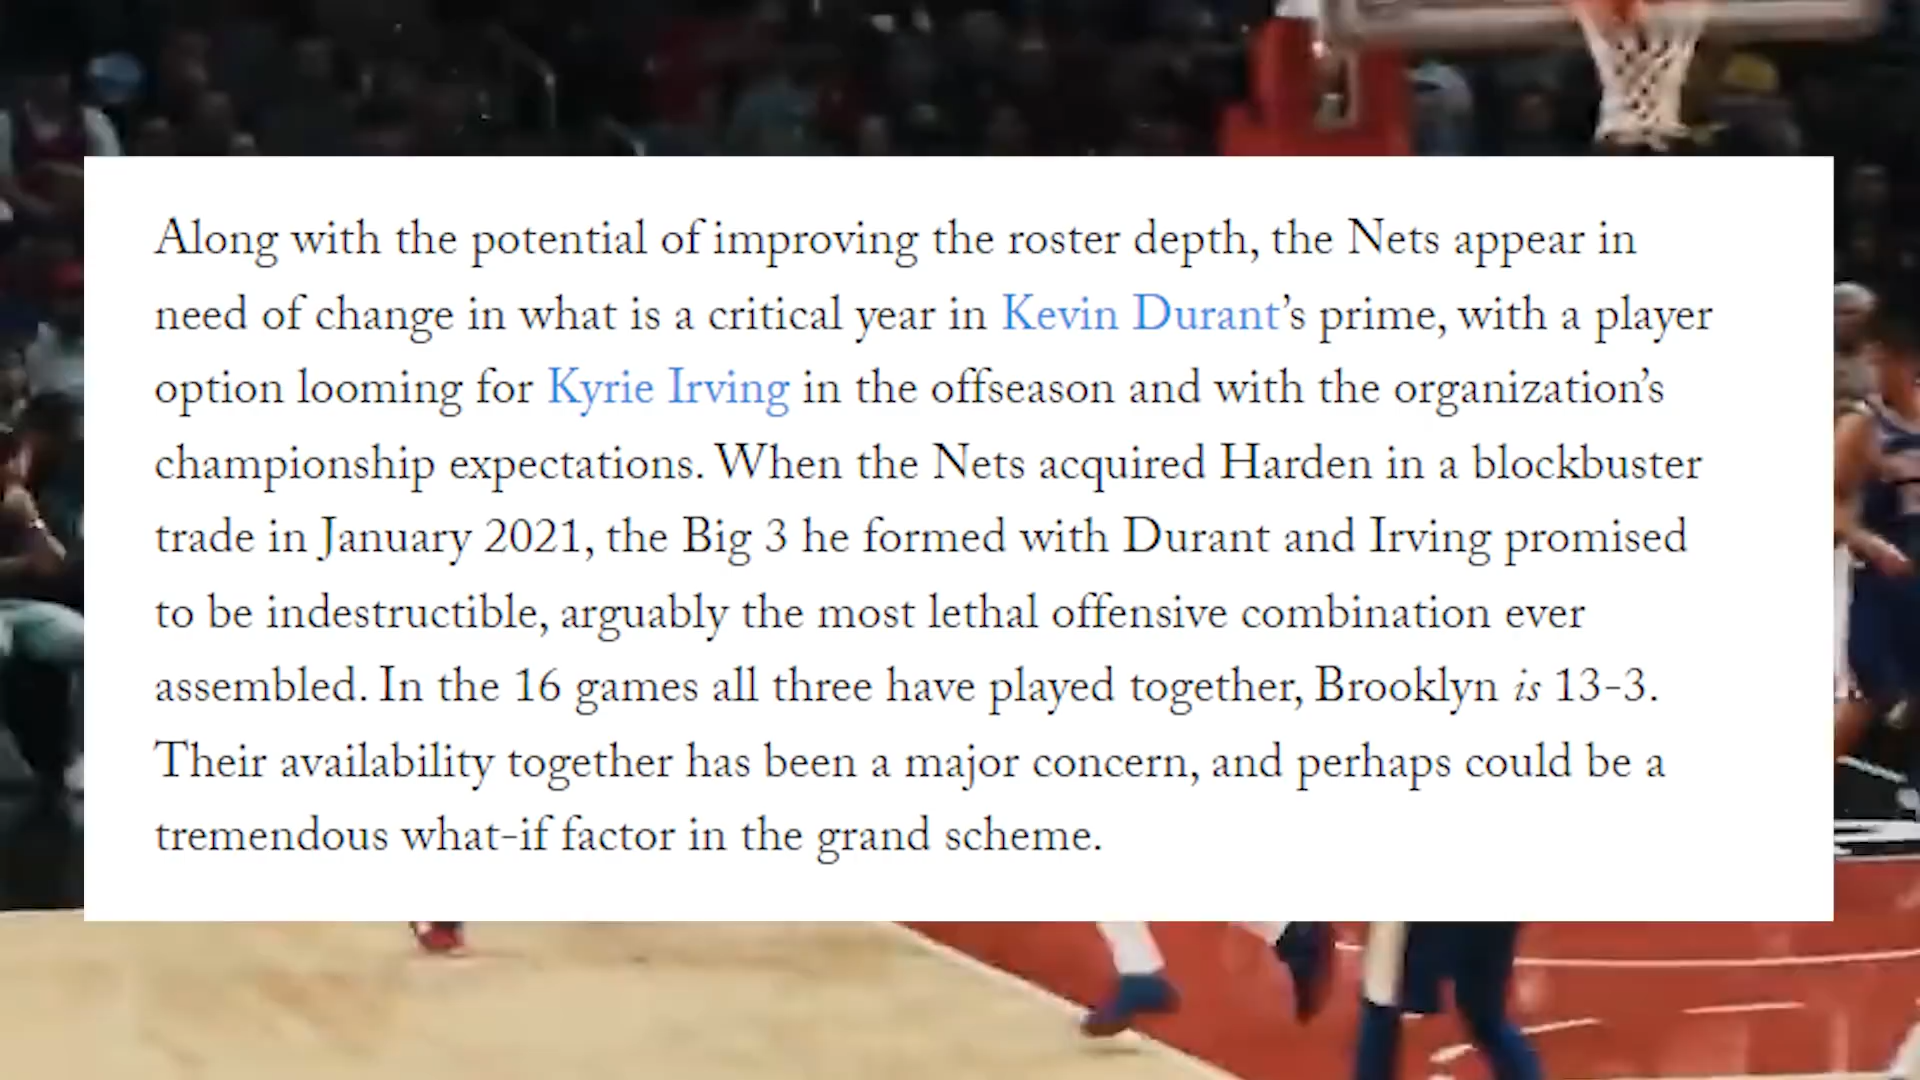 Along with the potential of improving the roster depth, the Nets appear in
need of change in what is a critical year in Kevin Durant’s prime, with a player
option looming for Kyrie Irving in the offseason and with the organization’s
championship expectations. When the Nets acquired Harden in a blockbuster
trade in January 2021, the Big 3 he formed with Durant and Irving promised
to be indestructible, arguably the most lethal offensive combination ever
assembled. In the 16 games all three have played together, Brooklyn is 13-3.
Their availability together has been a major concern, and perhaps could be a
tremendous what-if factor in the grand scheme.